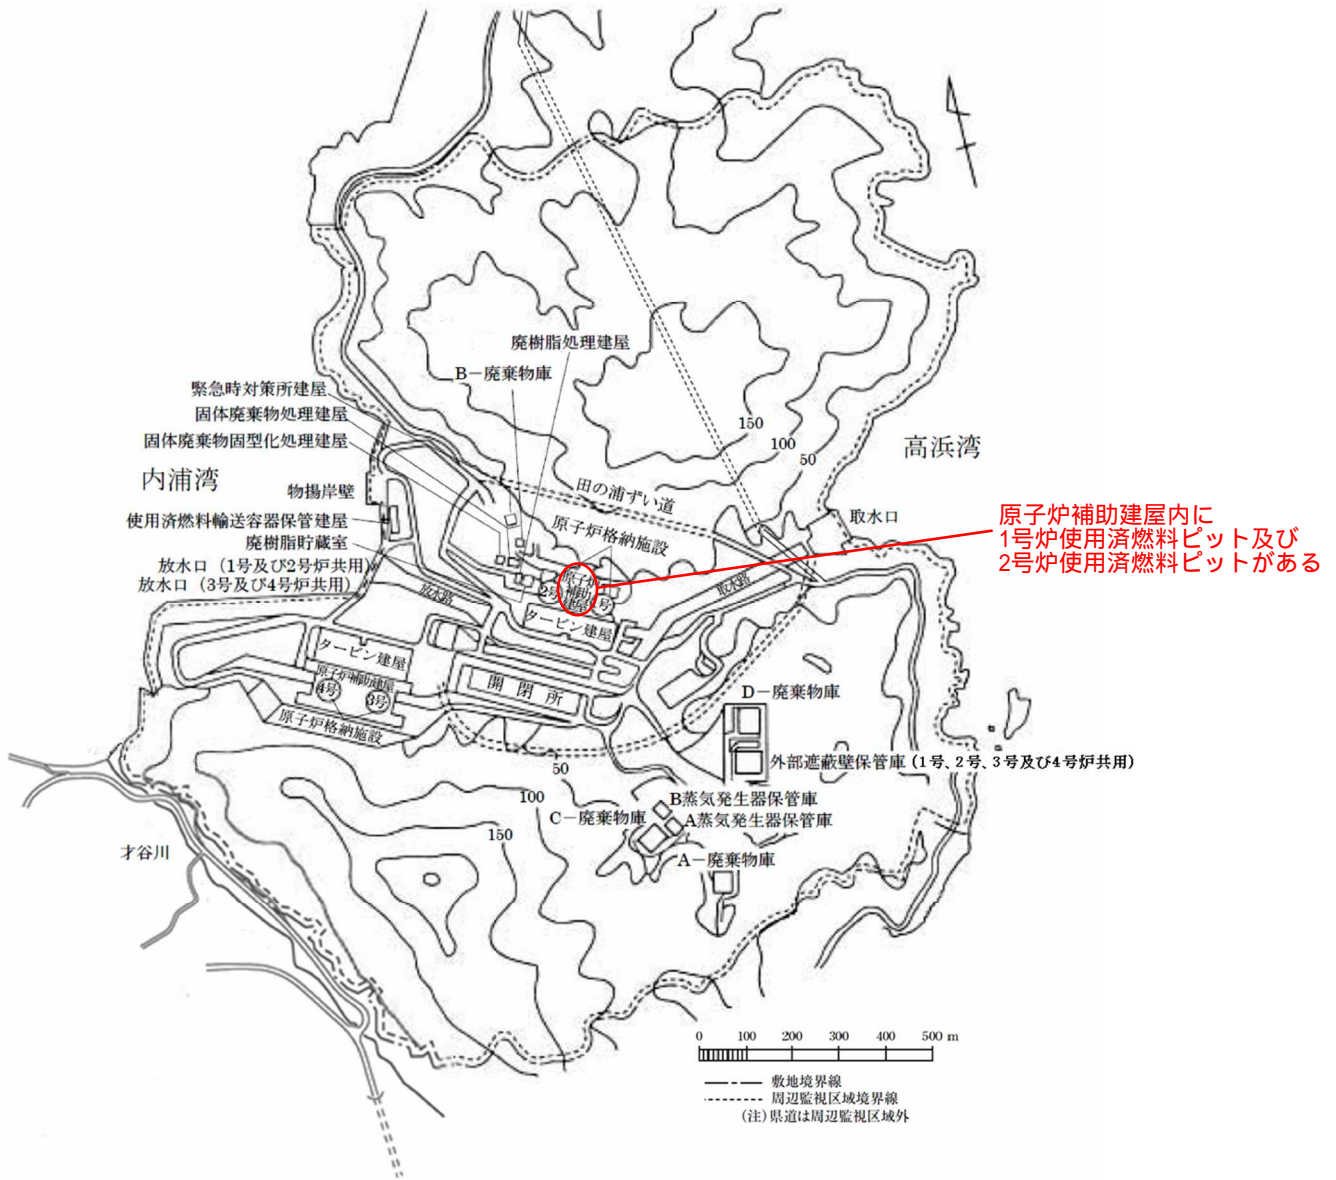 廃樹脂処理建屋
B－廃棄物庫
緊急時対策所建屋
固体廃棄物処理建屋
固体廃棄物固型化処理建屋
150
100
50
高浜湾
内浦湾
物揚岸壁
田の浦ずい道
使用済燃料輸送容器保管建屋
原子炉格納施設
取水口
原子炉補助建屋内に
1号炉使用済燃料ピット及び
2号炉使用済燃料ピットがある
廃樹脂貯蔵室
放水口（1号及び2号炉共用）
放水口（3号及び4号炉共用）
放水路
取水路
原子炉
補助
建屋
2号
1号
タービン建屋
タービン建屋
原子炉補助建屋
4号
3号
原子炉格納施設
開閉所
D－廃棄物庫
外部遮蔽壁保管庫（1号、2号、3号及び4号炉共用）
50
100
150
B蒸気発生器保管庫
C－廃棄物庫
A蒸気発生器保管庫
A－廃棄物庫
才谷川
0 100 200 300 400 500 m
敷地境界線
周辺監視区域境界線
(注)県道は周辺監視区域外